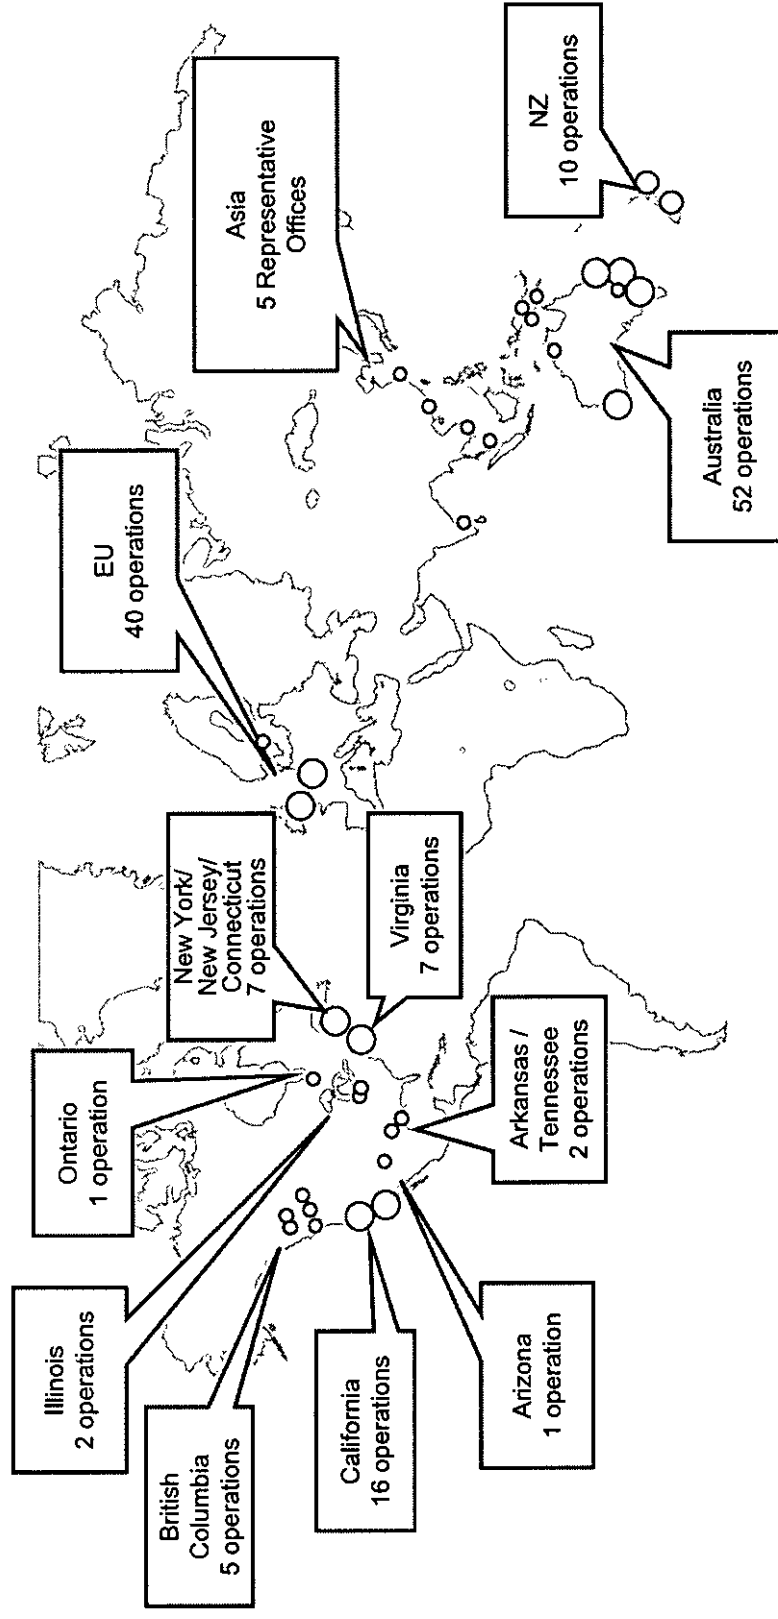 Illinois
2 operations
Ontario
1 operation
EU
40 operations
British
Columbia
5 operations
New York/
New Jersey/
Connecticut
7 operations
Asia
5 Representative
Offices
California
16 operations
Virginia
7 operations
Arizona
1 operation
Arkansas /
Tennessee
2 operations
NZ
10 operations
Australia
52 operations